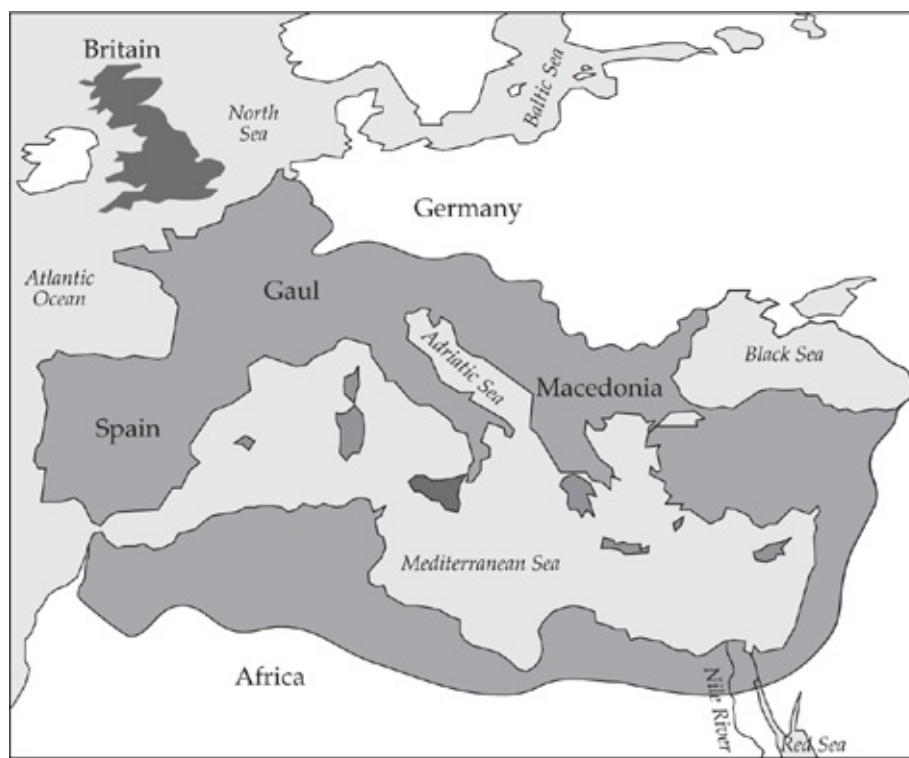 Britain
North
Sea
Baltic Sea
Germany
Atlantic
Ocean
Gaul
Adriatic Sea
Black Sea
Macedonia
Spain
Mediterranean Sea
Africa
Nile River
Red Sea